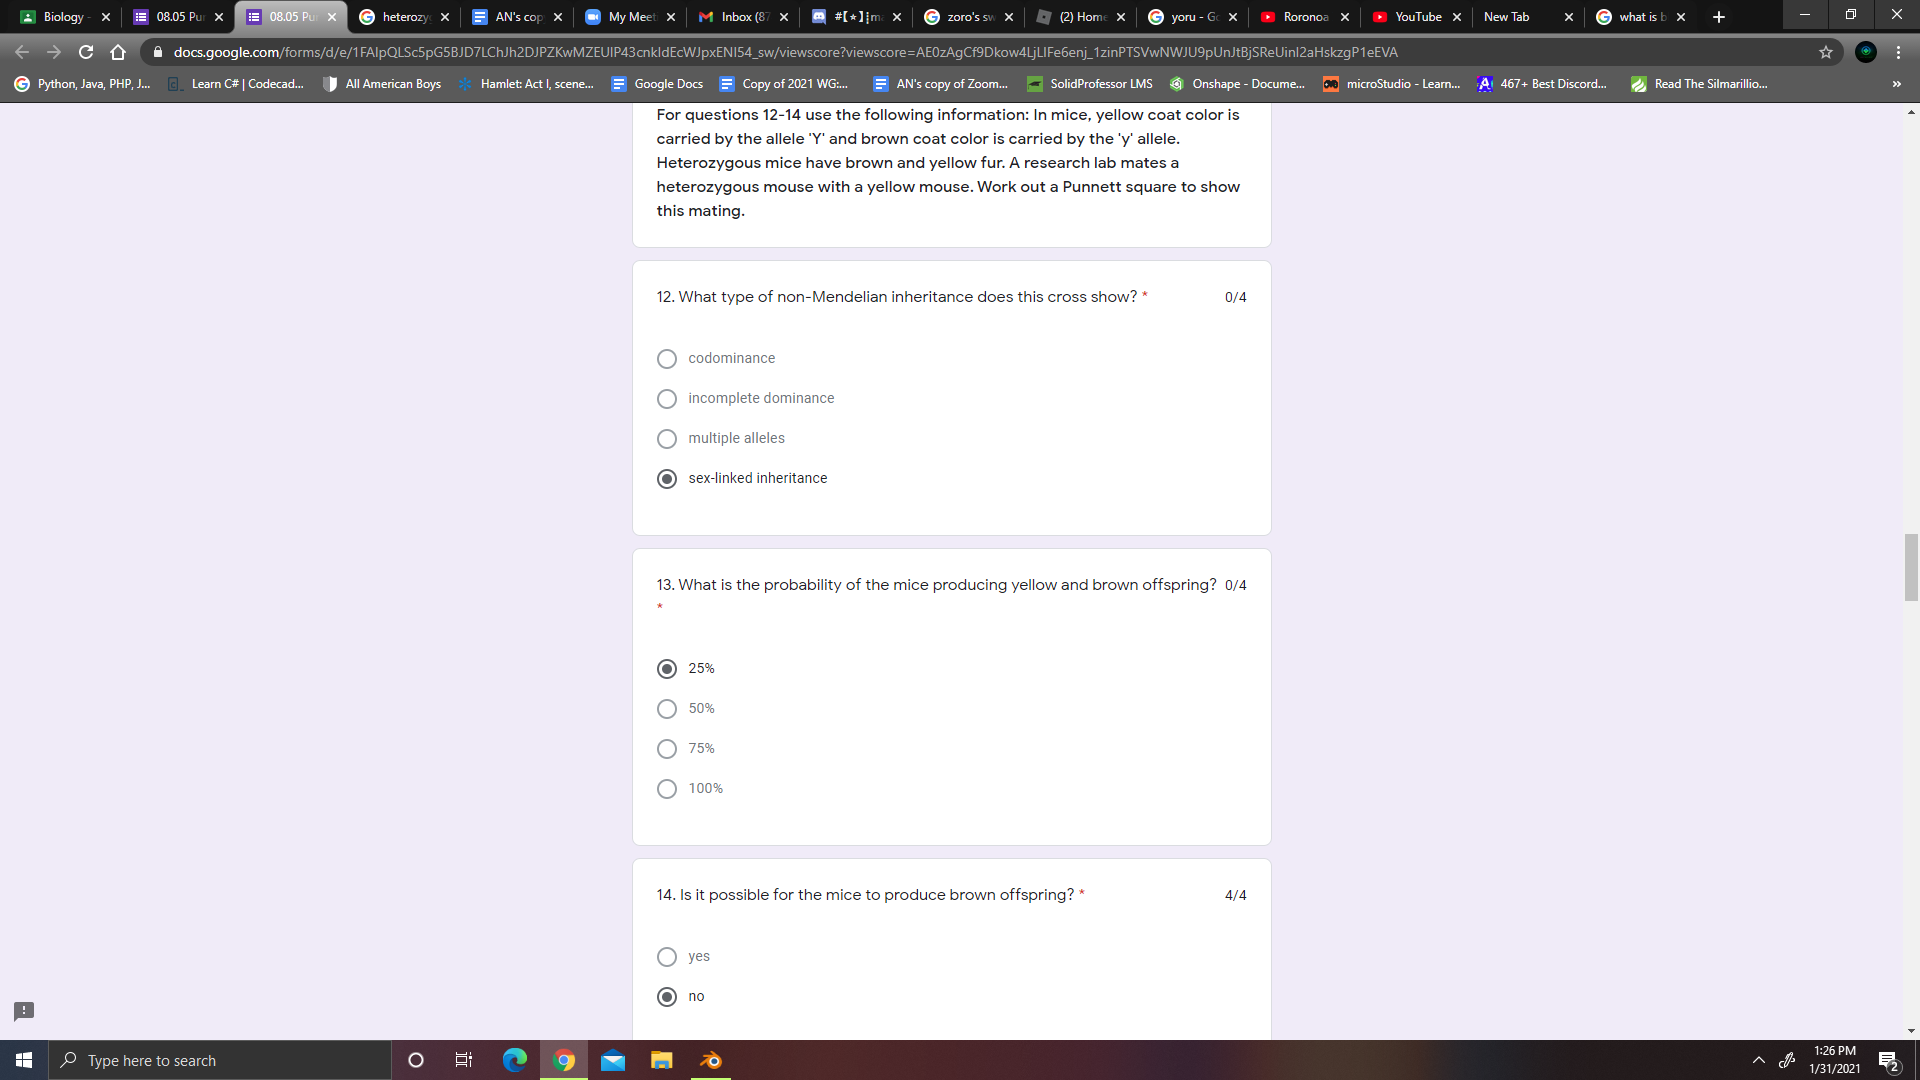 Biology -
08.05 Pu
08.05 Pu
heterozy
AN's cop
My Meet
Inbox (87
zoro's sw
(2) Home
yoru - Go
Roronoa
YouTube
New Tab
what is b
docs.google.com/forms/d/e/1FAIpQLSc5pG5BJD7LChJh2DJPZKwMZEUIP43cnkIdEcWJpxENI54_sw/viewscore?viewscore=AE0zAgCf9Dkow4LjLIFe6enj_1zinPTSVwNWJU9pUnJtBjSReUinI2aHskzgP1eEVA
Python, Java, PHP, J...
Learn C# | Codecad...
All American Boys
Hamlet: Act I, scene...
Google Docs
Copy of 2021 WG:...
AN's copy of Zoom...
SolidProfessor LMS
Onshape - Docume...
microStudio - Learn...
467+ Best Discord...
Read The Silmarillio...
For questions 12-14 use the following information: In mice, yellow coat color is
carried by the allele 'Y' and brown coat color is carried by the 'y' allele.
Heterozygous mice have brown and yellow fur. A research lab mates a
heterozygous mouse with a yellow mouse. Work out a Punnett square to show
this mating.
12. What type of non-Mendelian inheritance does this cross show? * 0/4
codominance
incomplete dominance
multiple alleles
sex-linked inheritance
13. What is the probability of the mice producing yellow and brown offspring? 0/4
*
25%
50%
75%
100%
14. Is it possible for the mice to produce brown offspring? * 4/4
yes
no
Type here to search
1:26 PM
1/31/2021
2